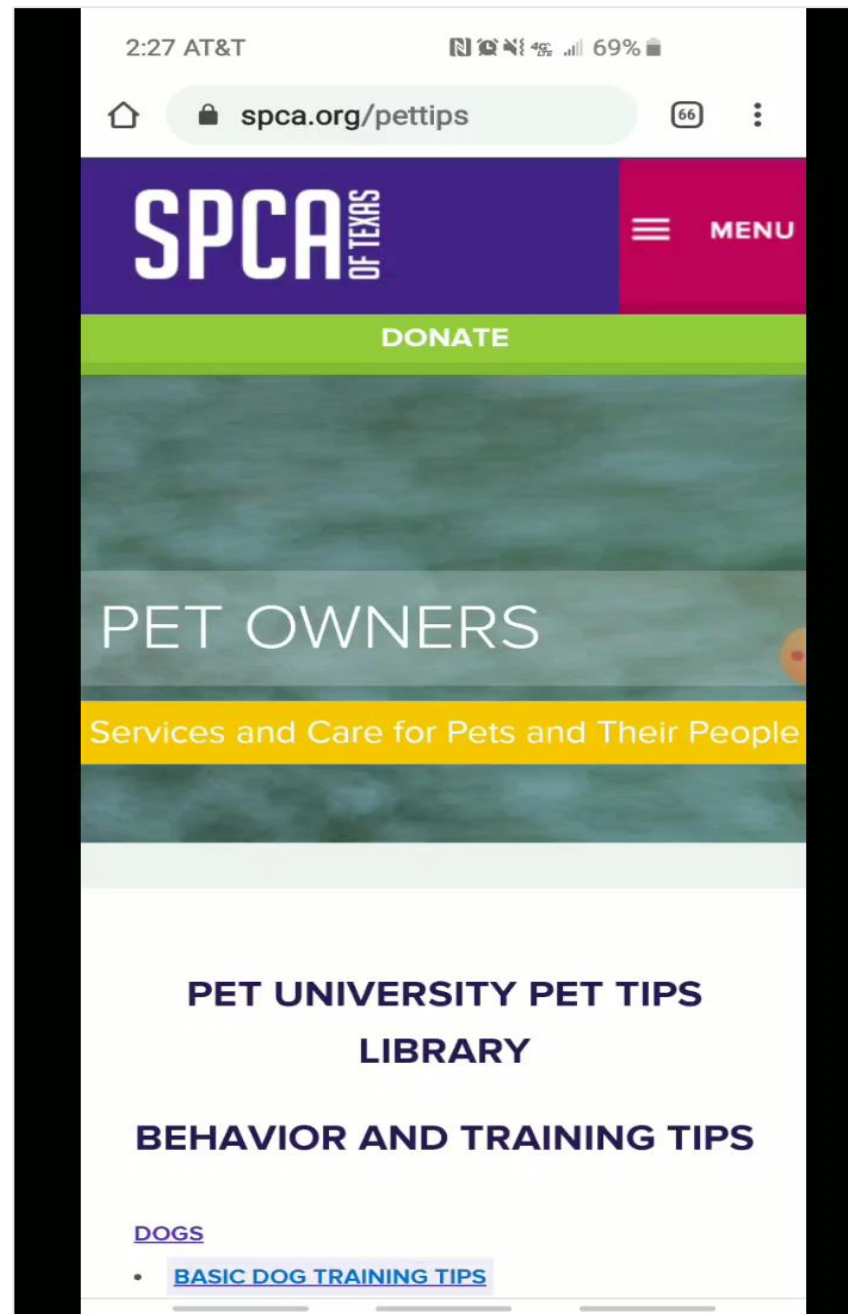 2:27 AT&T 69%
spca.org/pettips 66
SPCA OF TEXAS
MENU
DONATE
PET OWNERS
Services and Care for Pets and Their People
PET UNIVERSITY PET TIPS
LIBRARY
BEHAVIOR AND TRAINING TIPS
DOGS
• BASIC DOG TRAINING TIPS